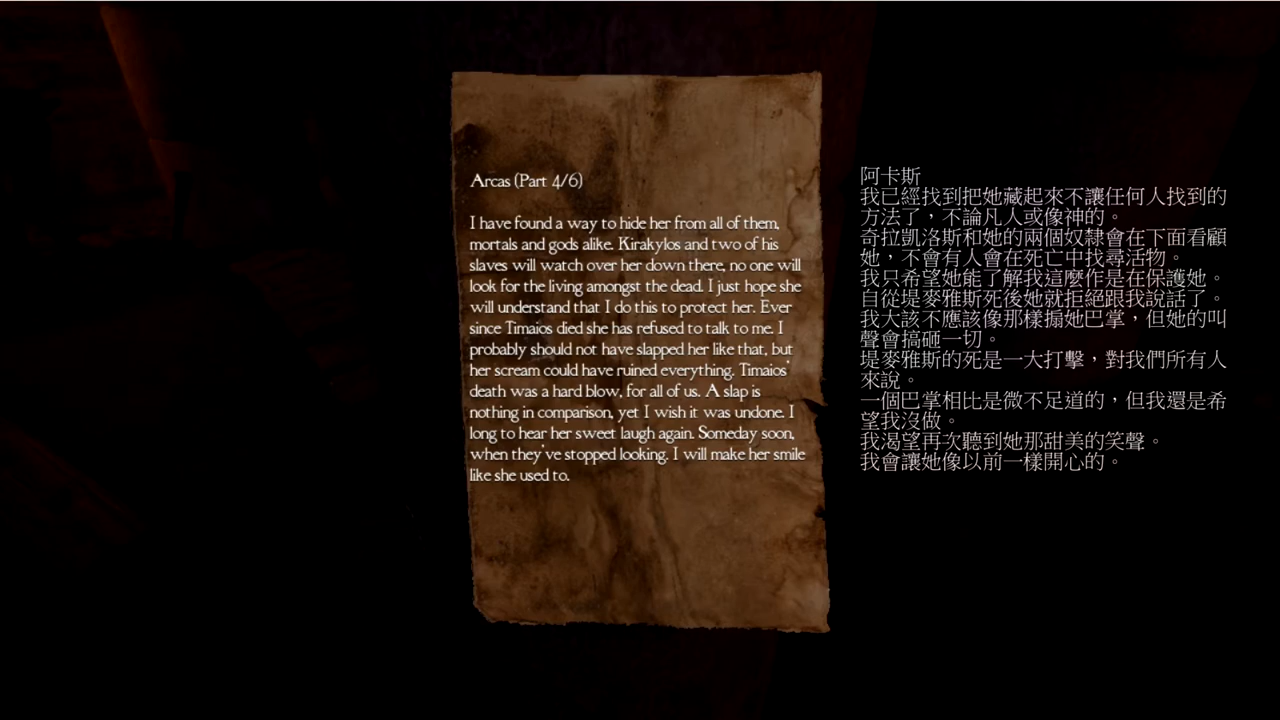 Arcas (Part 4/6)
I have found a way to hide her from all of them,
mortals and gods alike. Kirakylos and two of his
slaves will watch over her down there, no one will
look for the living amongst the dead. I just hope she
will understand that I do this to protect her. Ever
since Timaios died she has refused to talk to me. I
probably should not have slapped her like that, but
her scream could have ruined everything. Timaios'
death was a hard blow, for all of us. A slap is
nothing in comparison, yet I wish it was undone. I
long to hear her sweet laugh again. Someday soon,
when they've stopped looking. I will make her smile
like she used to.
阿卡斯
我已經找到把她藏起來不讓任何人找到的
方法了，不論凡人或像神的。
奇拉凱洛斯和她的兩個奴隸會在下面看顧
她，不會有人會在死亡中找尋活物。
我只希望她能了解我這麼作是在保護她。
自從堤麥雅斯死後她就拒絕跟我說話了。
我大該不應該像那樣搧她巴掌，但她的叫
聲會搞砸一切。
堤麥雅斯的死是一大打擊，對我們所有人
來說。
一個巴掌相比是微不足道的，但我還是希
望我沒做。
我渴望再次聽到她那甜美的笑聲。
我會讓她像以前一樣開心的。